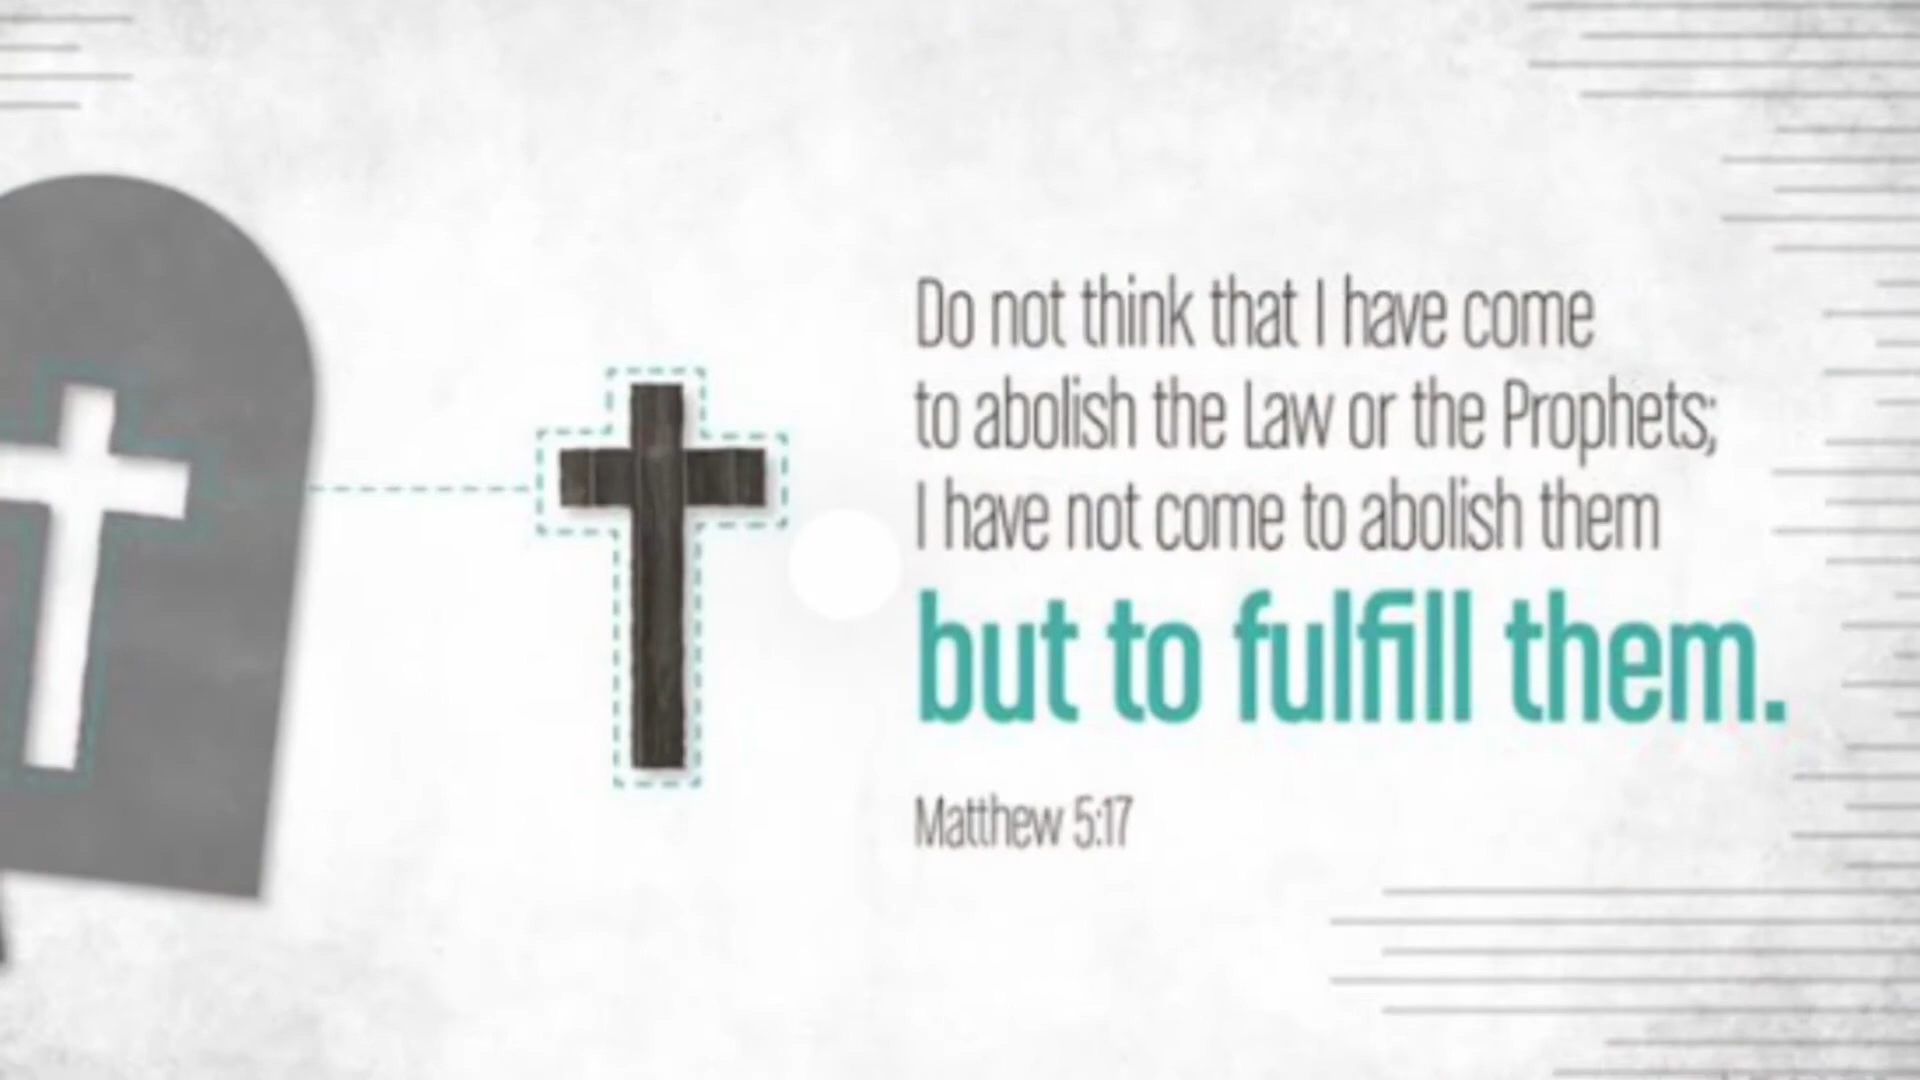 Do not think that I have come
to abolish the Law or the Prophets;
I have not come to abolish them
but to fulfill them.
Matthew 5:17